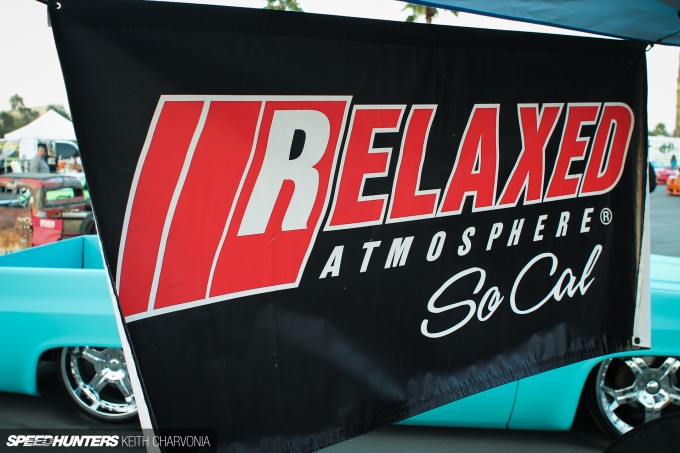 RELAXED
ATMOSPHERE®
So Cal
SPEEDHUNTERS KEITH CHARVONIA